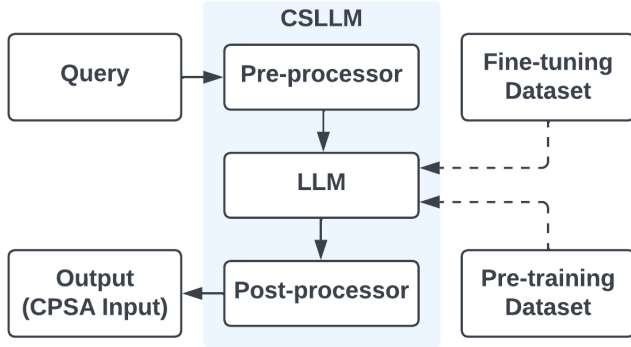 CSLLM
Query
Pre-processor
Fine-tuning
Dataset
LLM
Output
(CPSA Input)
Post-processor
Pre-training
Dataset